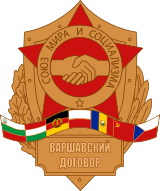 СОЮЗ МИРА И СОЦИАЛИЗМА
ВАРШАВСКИЙ
ДОГОВОР